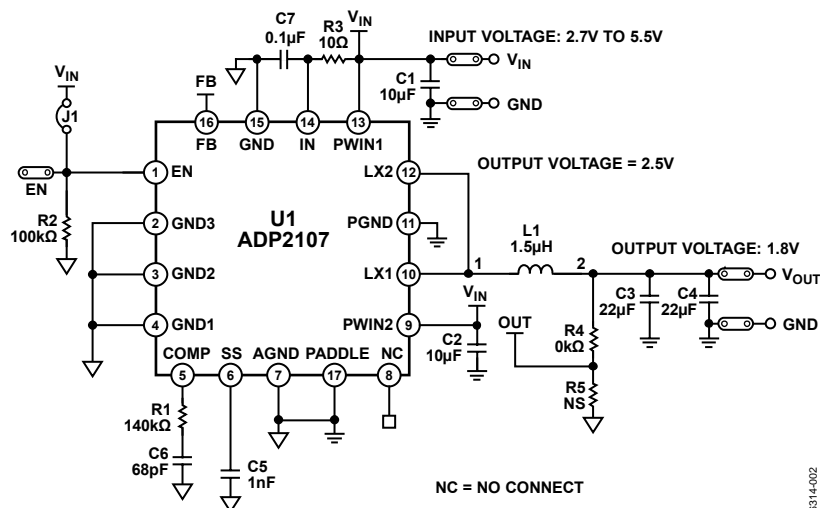 C7
0.1µF
R3
10Ω
VIN
INPUT VOLTAGE: 2.7V TO 5.5V
VIN
C1
10µF
GND
VIN
J1
FB
16
FB
15
GND
14
IN
13
PWIN1
EN
1
EN
R2
100kΩ
2
GND3
3
GND2
4
GND1
U1
ADP2107
LX2
12
PGND
11
LX1
10
PWIN2
9
OUTPUT VOLTAGE = 2.5V
L1
1.5µH
1
2
OUTPUT VOLTAGE: 1.8V
VOUT
C3
22µF
C4
22µF
GND
VIN
C2
10µF
OUT
R4
0kΩ
R5
NS
COMP
5
SS
6
AGND
7
PADDLE
17
NC
8
R1
140kΩ
C6
68pF
C5
1nF
NC = NO CONNECT